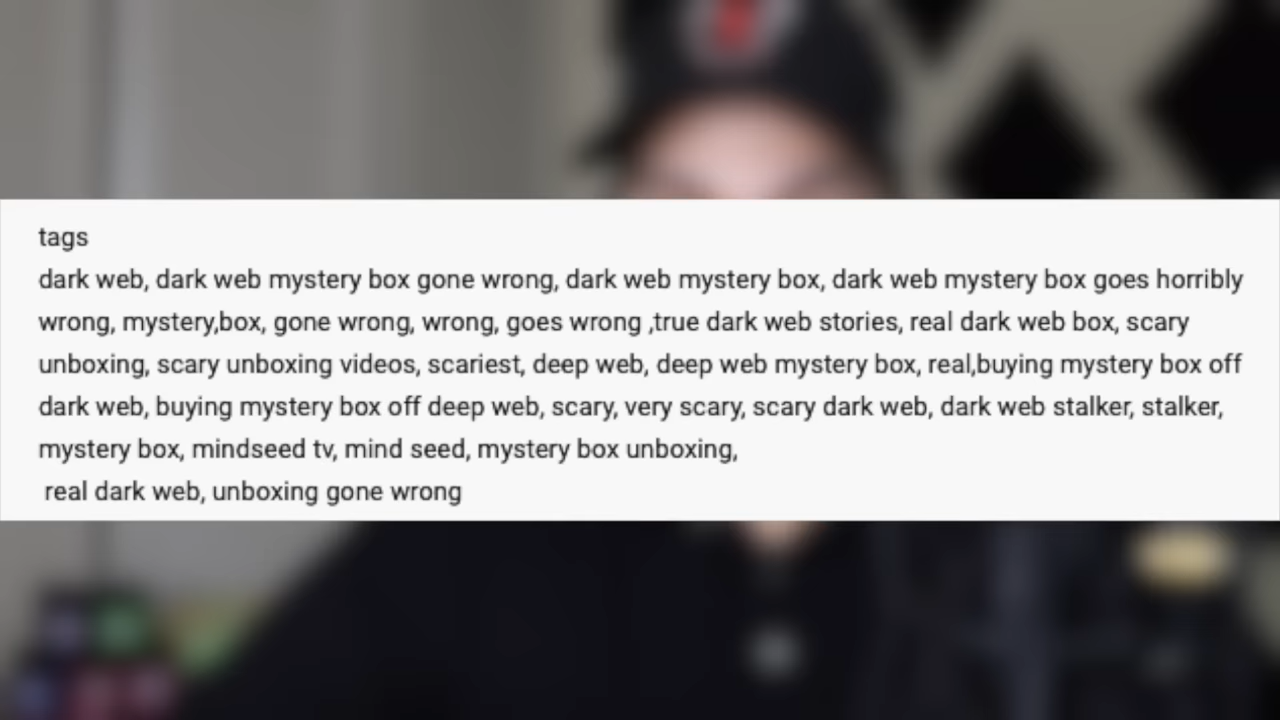 tags
dark web, dark web mystery box gone wrong, dark web mystery box, dark web mystery box goes horribly
wrong, mystery,box, gone wrong, wrong, goes wrong ,true dark web stories, real dark web box, scary
unboxing, scary unboxing videos, scariest, deep web, deep web mystery box, real,buying mystery box off
dark web, buying mystery box off deep web, scary, very scary, scary dark web, dark web stalker, stalker,
mystery box, mindseed tv, mind seed, mystery box unboxing,
real dark web, unboxing gone wrong